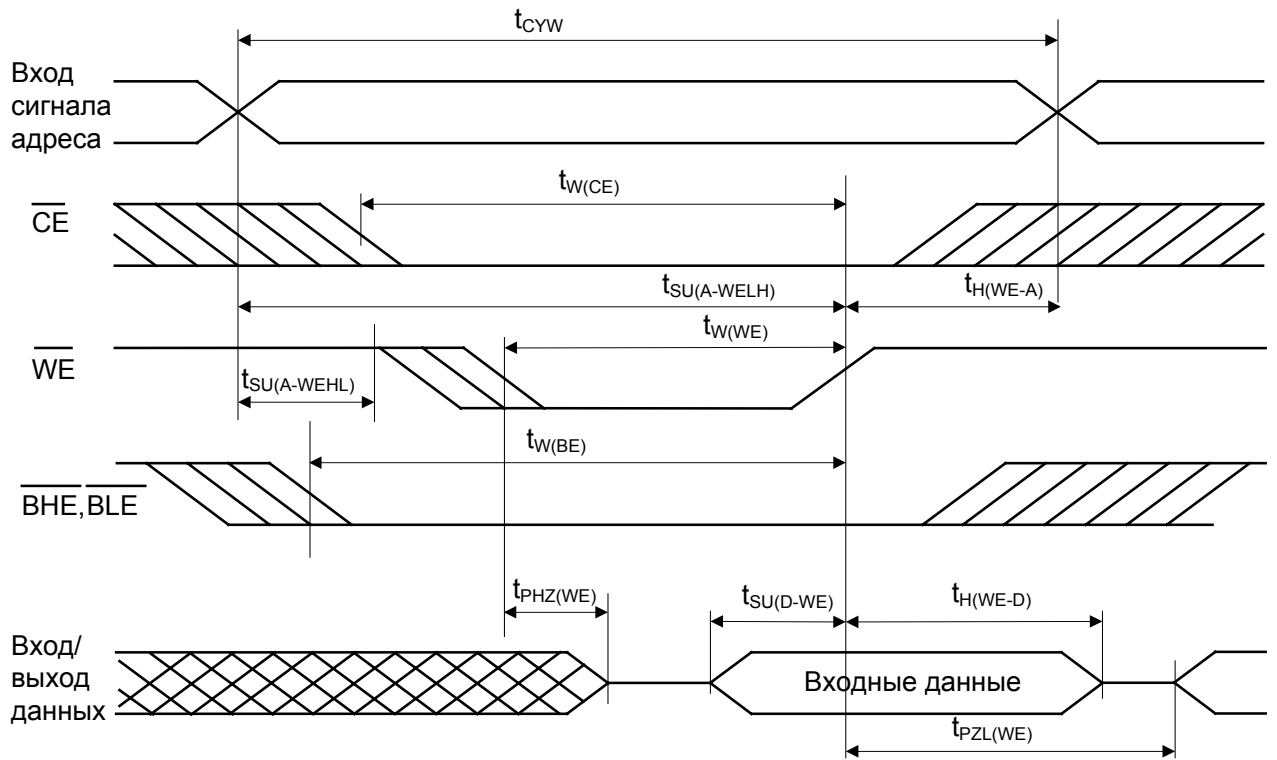 tCYW
Вход
сигнала
адреса
tW(CE)
CE
tSU(A-WELH)
tH(WE-A)
tW(WE)
WE
tSU(A-WEHL)
tW(BE)
BHE,BLE
tPHZ(WE)
tSU(D-WE)
tH(WE-D)
Вход/
выход
данных
Входные данные
tPZL(WE)